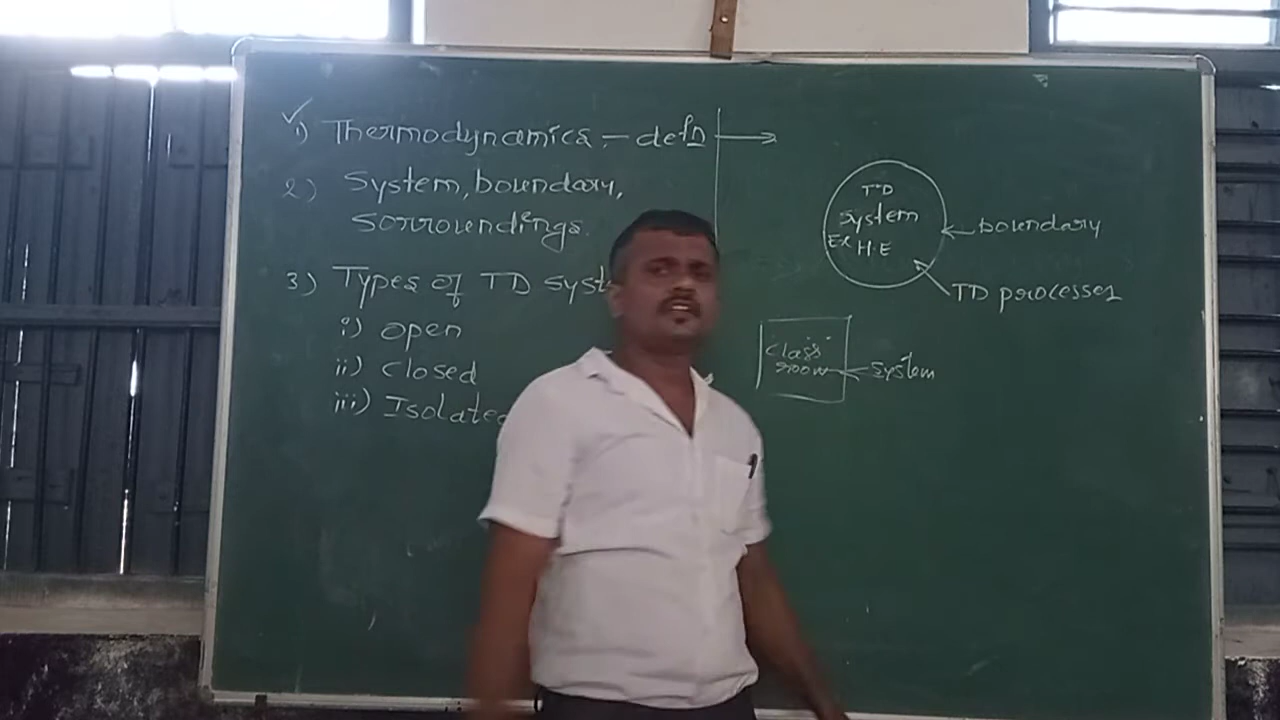 1) Thermodynamics - defn
2) System, boundary,
Sorroundings.
3) Types of TD syst
i) open
ii) closed
iii) Isolated
TD
System
Ex H.E
boundary
TD processes
Class
room
System